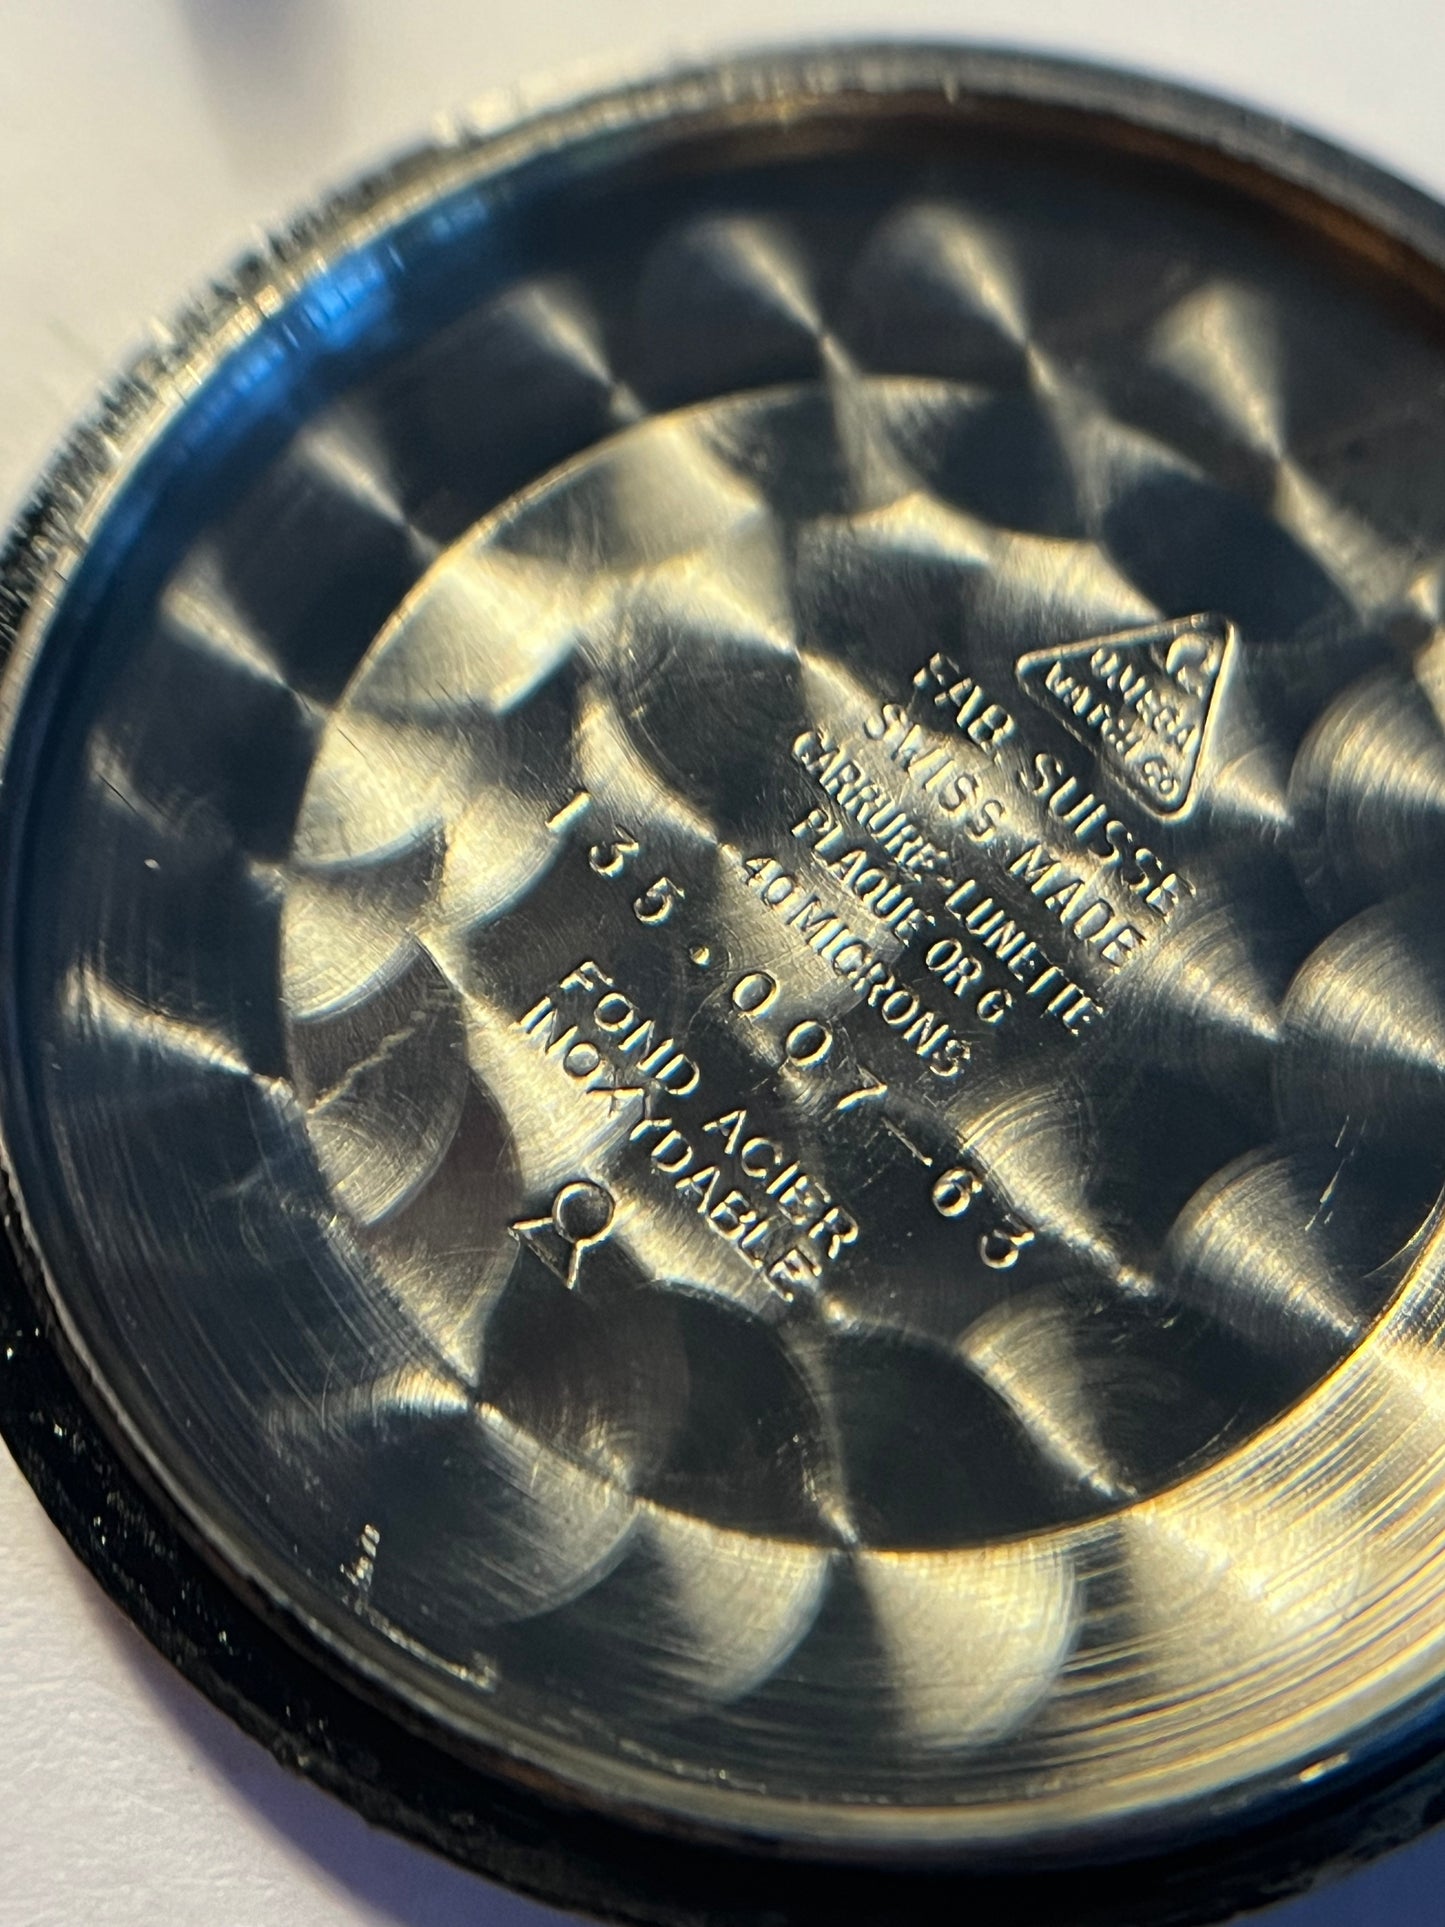 Ω
OMEGA
WATCH CO
FAB. SUISSE
SWISS MADE
CARRURE-LUNETTE
PLAQUE OR G
40 MICRONS
135.007-63
FOND ACIER
INOXYDABLE